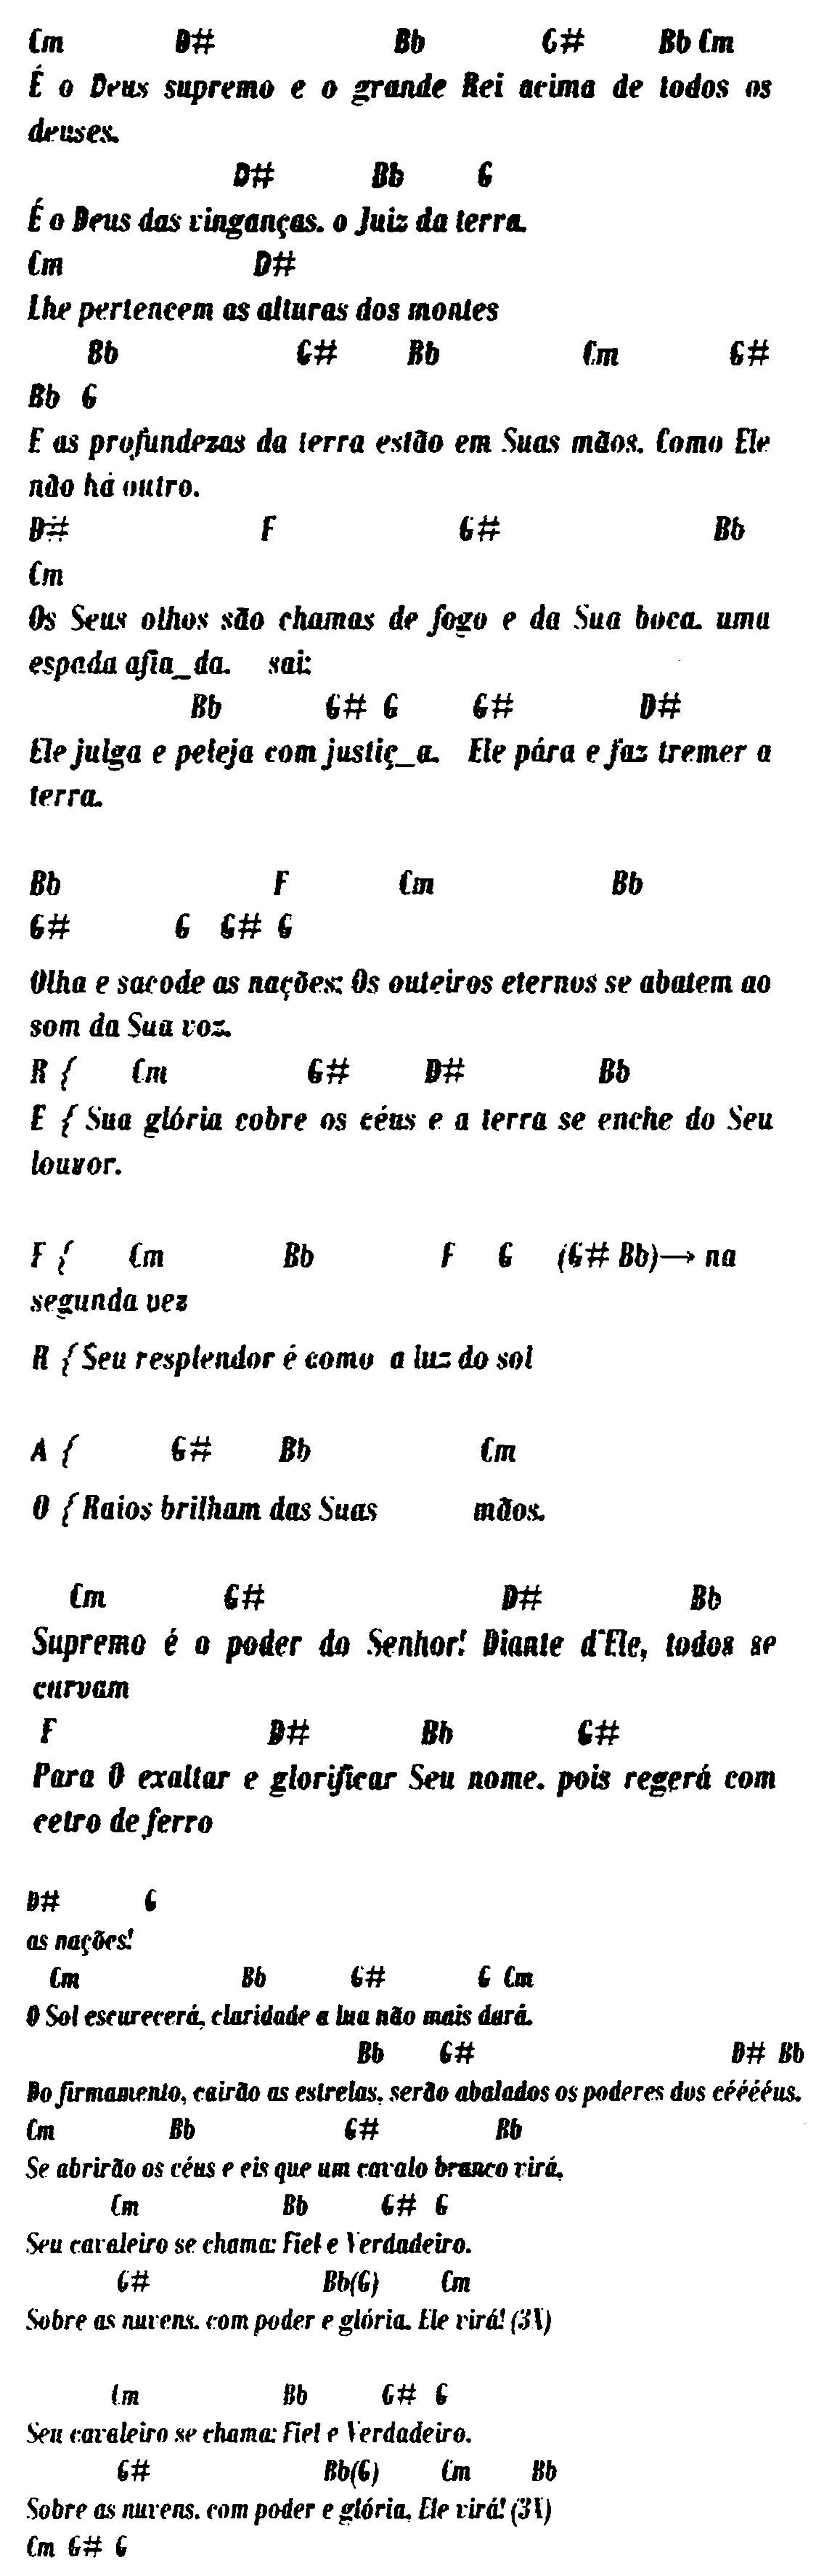 Cm D# Bb G# Bb Cm
É o Deus supremo e o grande Rei acima de todos os
deuses.
D# Bb G
É o Deus das vinganças. o Juiz da terra.
Cm D#
Lhe pertencem as alturas dos montes
Bb G# Bb Cm G#
Bb G
E as profundezas da terra estão em Suas mãos. Como Ele
não há outro.
D# F G# Bb
Cm
Os Seus olhos são chamas de fogo e da Sua boca. uma
espada afia_da. sai:
Bb G# G G# D#
Ele julga e peleja com justiç_a. Ele pára e faz tremer a
terra.
Bb F Cm Bb
G# G G# G
Olha e sacode as nações: Os outeiros eternos se abatem ao
som da Sua voz.
R { Cm G# D# Bb
E { Sua glória cobre os céus e a terra se enche do Seu
louvor.
F { Cm Bb F G (G# Bb)→ na
segunda vez
R { Seu resplendor é como a luz do sol
A { G# Bb Cm
O { Raios brilham das Suas mãos.
Cm G# D# Bb
Supremo é o poder do Senhor! Diante d'Ele, todos se
curvam
F D# Bb G#
Para O exaltar e glorificar Seu nome. pois regerá com
cetro de ferro
D# G
as nações!
Cm Bb G# G Cm
O Sol escurecerá, claridade a lua não mais dará.
Bb G# D# Bb
Do firmamento, cairão as estrelas. serão abalados os poderes dos céééééus.
Cm Bb G# Bb
Se abrirão os céus e eis que um cavalo branco virá.
Cm Bb G# G
Seu cavaleiro se chama: Fiel e Verdadeiro.
G# Bb(G) Cm
Sobre as nuvens. com poder e glória. Ele virá! (3X)
Cm Bb G# G
Seu cavaleiro se chama: Fiel e Verdadeiro.
G# Bb(G) Cm Bb
Sobre as nuvens. com poder e glória. Ele virá! (3X)
Cm G# G